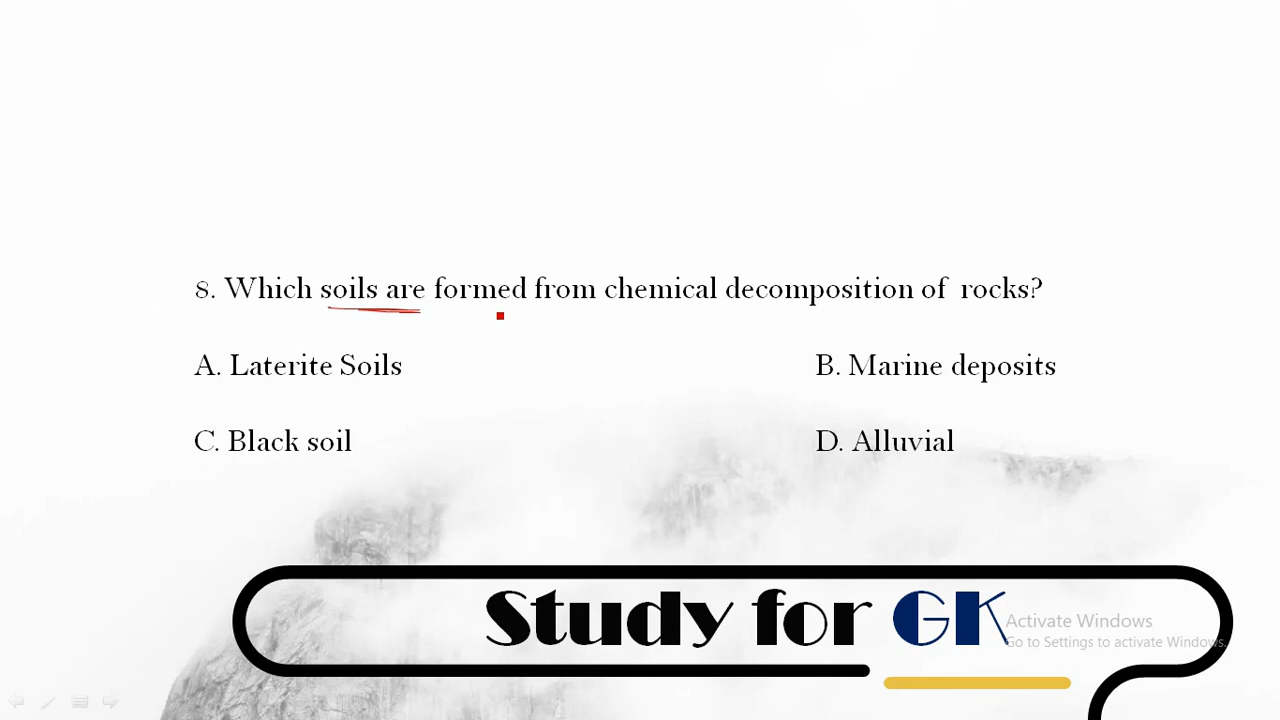 8. Which soils are formed from chemical decomposition of rocks?
A. Laterite Soils
B. Marine deposits
C. Black soil
D. Alluvial
Study for GK
Activate Windows
Go to Settings to activate Windows.